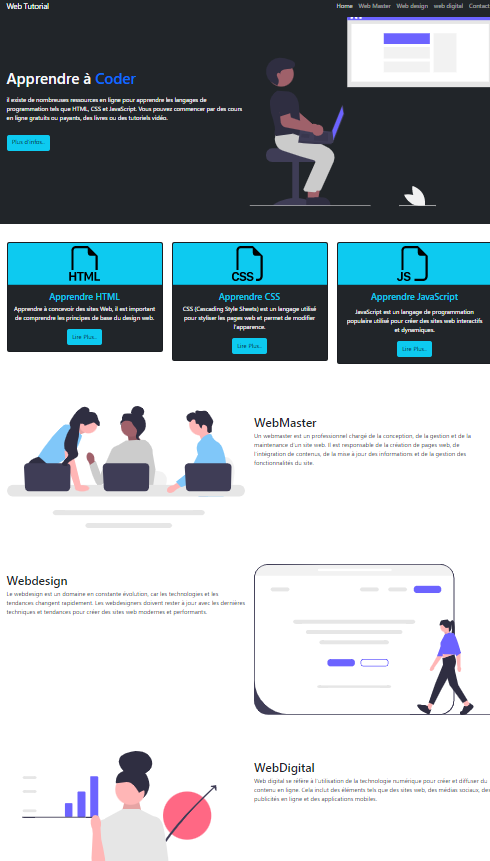 Web Tutorial
Home Web Master Web design web digital Contact
Apprendre à Coder
il existe de nombreuses ressources en ligne pour apprendre les langages de
programmation tels que HTML, CSS et JavaScript. Vous pouvez commencer par des cours
en ligne gratuits ou payants, des livres ou des tutoriels vidéo.
Plus d'infos..
HTML
Apprendre HTML
Apprendre à concevoir des sites Web, il est important
de comprendre les principes de base du design web.
Lire Plus..
CSS
Apprendre CSS
CSS (Cascading Style Sheets) est un langage utilisé
pour styliser les pages web et permet de modifier
l'apparence.
Lire Plus..
JS
Apprendre JavaScript
JavaScript est un langage de programmation
populaire utilisé pour créer des sites web interactifs
et dynamiques.
Lire Plus..
WebMaster
Un webmaster est un professionnel chargé de la conception, de la gestion et de la
maintenance d'un site web. Il est responsable de la création de pages web, de
l'intégration de contenus, de la mise à jour des informations et de la gestion des
fonctionnalités du site.
Webdesign
Le webdesign est un domaine en constante évolution, car les technologies et les
tendances changent rapidement. Les webdesigners doivent rester à jour avec les dernières
techniques et tendances pour créer des sites web modernes et performants.
WebDigital
Web digital se réfère à l'utilisation de la technologie numérique pour créer et diffuser du
contenu en ligne. Cela inclut des éléments tels que des sites web, des médias sociaux, des
publicités en ligne et des applications mobiles.